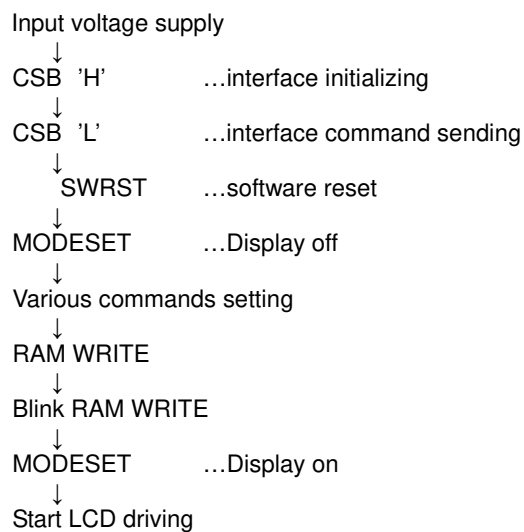 Input voltage supply
↓
CSB 'H' …interface initializing
↓
CSB 'L' …interface command sending
↓
SWRST …software reset
↓
MODESET …Display off
↓
Various commands setting
↓
RAM WRITE
↓
Blink RAM WRITE
↓
MODESET …Display on
↓
Start LCD driving